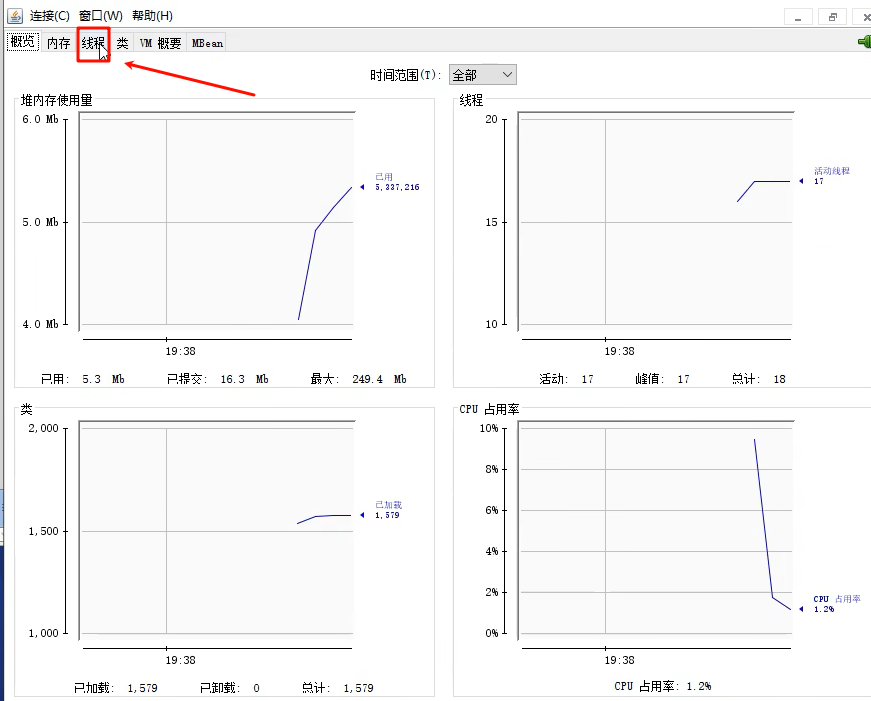 连接(C) 窗口(W) 帮助(H)
概览 内存 线程 类 VM 概要 MBean
时间范围(T): 全部
堆内存使用量
6.0 Mb
5.0 Mb
4.0 Mb
已用
5,337,216
19:38
已用: 5.3 Mb 已提交: 16.3 Mb 最大: 249.4 Mb
线程
20
15
10
活动线程
17
19:38
活动: 17 峰值: 17 总计: 18
类
2,000
1,500
1,000
已加载
1,579
19:38
已加载: 1,579 已卸载: 0 总计: 1,579
CPU 占用率
10%
8%
6%
4%
2%
0%
CPU 占用率
1.2%
19:38
CPU 占用率: 1.2%